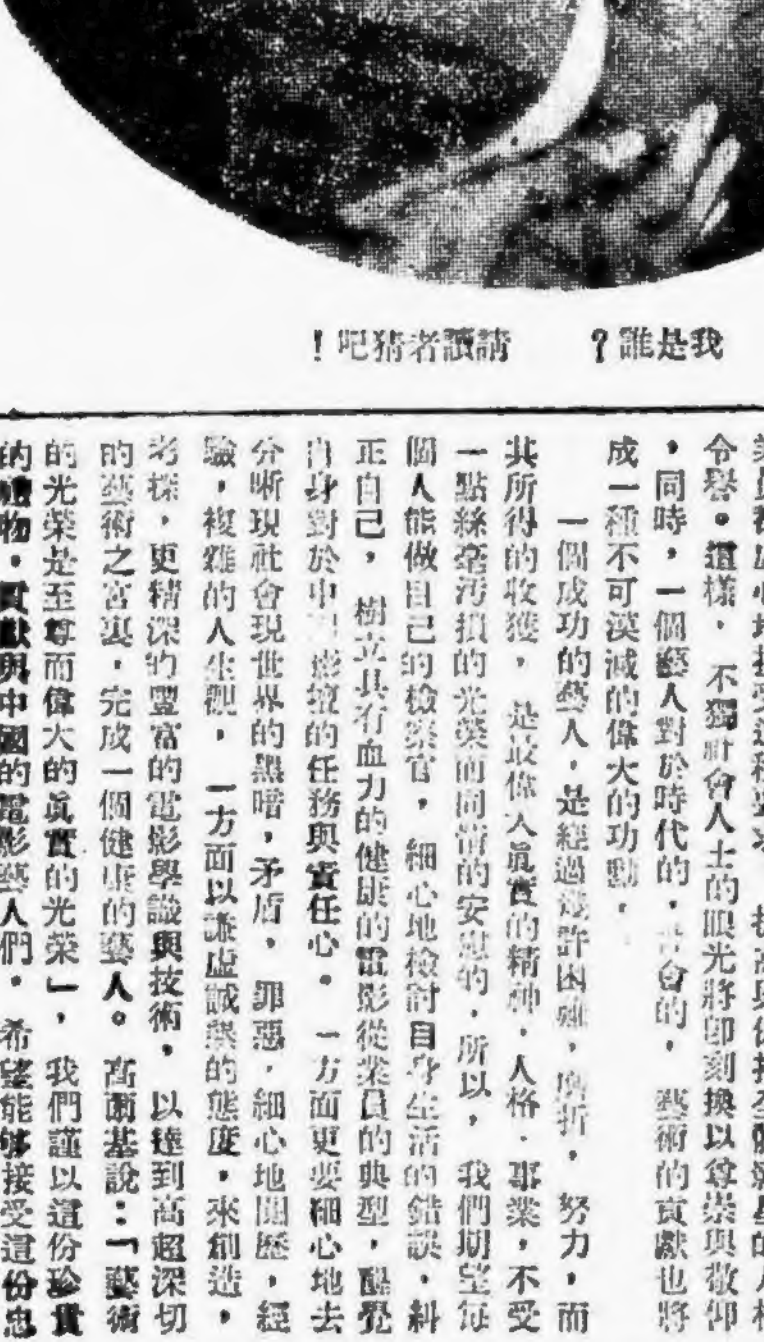 我是誰？　請讀者猜吧！
令譽。這樣，不獨社會人士的眼光將卽刻換以尊崇與敬仰
，同時，一個藝人對於時代的，社會的，藝術的貢獻也將
成一種不可漠滅的偉大的功勳。
一個成功的藝人，是經過幾許困難，磨折，努力，而
其所得的收獲，是最偉大眞實的精神，人格，事業，不受
一點絲毫汚損的光榮而同情的安慰的，所以，我們期望每
個人能做自己的檢察官，細心地檢討自身生活的錯誤，糾
正自己，樹立具有血力的健康的電影從業員的典型，醒覺
自身對於中國影壇的任務與責任心。一方面更要細心地去
分晰現社會現世界的黑暗，矛盾，罪惡，細心地閱歷，經
驗，複雜的人生觀，一方面以謙虛誠懇的態度，來創造，
考探，更精深的豐富的電影學識與技術，以達到高超深切
的藝術之宮裏，完成一個健康的藝人。高爾基說：「藝術
的光榮是至尊而偉大的眞實的光榮」，我們謹以這份珍貴
的禮物，貢獻與中國的電影藝人們，希望能够接受這份忠